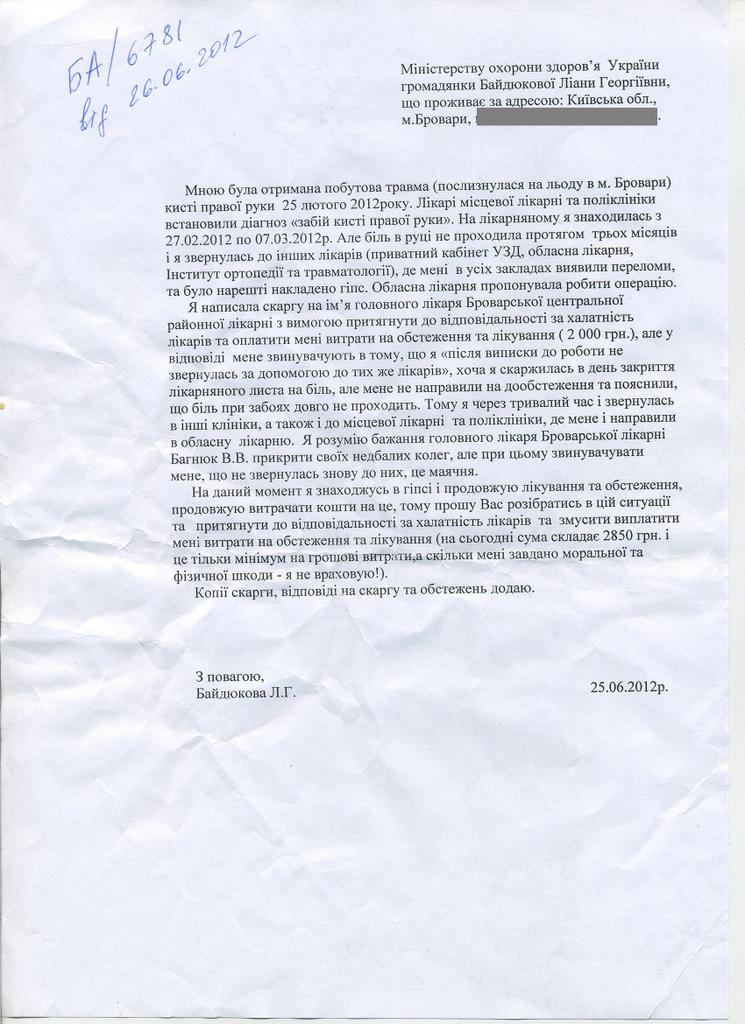 БА/6781
від 26.06.2012
Міністерству охорони здоров’я України
громадянки Байдюкової Ліани Георгіївни,
що проживає за адресою: Київська обл.,
м.Бровари,
Мною була отримана побутова травма (послизнулася на льоду в м. Бровари)
кисті правої руки 25 лютого 2012року. Лікарі місцевої лікарні та поліклініки
встановили діагноз «забій кисті правої руки». На лікарняному я знаходилась з
27.02.2012 по 07.03.2012р. Але біль в руці не проходила протягом трьох місяців
і я звернулась до інших лікарів (приватний кабінет УЗД, обласна лікарня,
Інститут ортопедії та травматології), де мені в усіх закладах виявили переломи,
та було нарешті накладено гіпс. Обласна лікарня пропонувала робити операцію.
Я написала скаргу на ім’я головного лікаря Броварської центральної
районної лікарні з вимогою притягнути до відповідальності за халатність
лікарів та оплатити мені витрати на обстеження та лікування ( 2 000 грн.), але у
відповіді мене звинувачують в тому, що я «після виписки до роботи не
звернулась за допомогою до тих же лікарів», хоча я скаржилась в день закриття
лікарняного листа на біль, але мене не направили на дообстеження та пояснили,
що біль при забоях довго не проходить. Тому я через тривалий час і звернулась
в інші клініки, а також і до місцевої лікарні та поліклініки, де мене і направили
в обласну лікарню. Я розумію бажання головного лікаря Броварської лікарні
Багнюк В.В. прикрити своїх недбалих колег, але при цьому звинувачувати
мене, що не звернулась знову до них, це маячня.
На даний момент я знаходжусь в гіпсі і продовжую лікування та обстеження,
продовжую витрачати кошти на це, тому прошу Вас розібратись в цій ситуації
та притягнути до відповідальності за халатність лікарів та змусити виплатити
мені витрати на обстеження та лікування (на сьогодні сума складає 2850 грн. і
це тільки мінімум на грошові витрати,а скільки мені завдано моральної та
фізичної шкоди - я не враховую!).
Копії скарги, відповіді на скаргу та обстежень додаю.
З повагою,
Байдюкова Л.Г.
25.06.2012р.